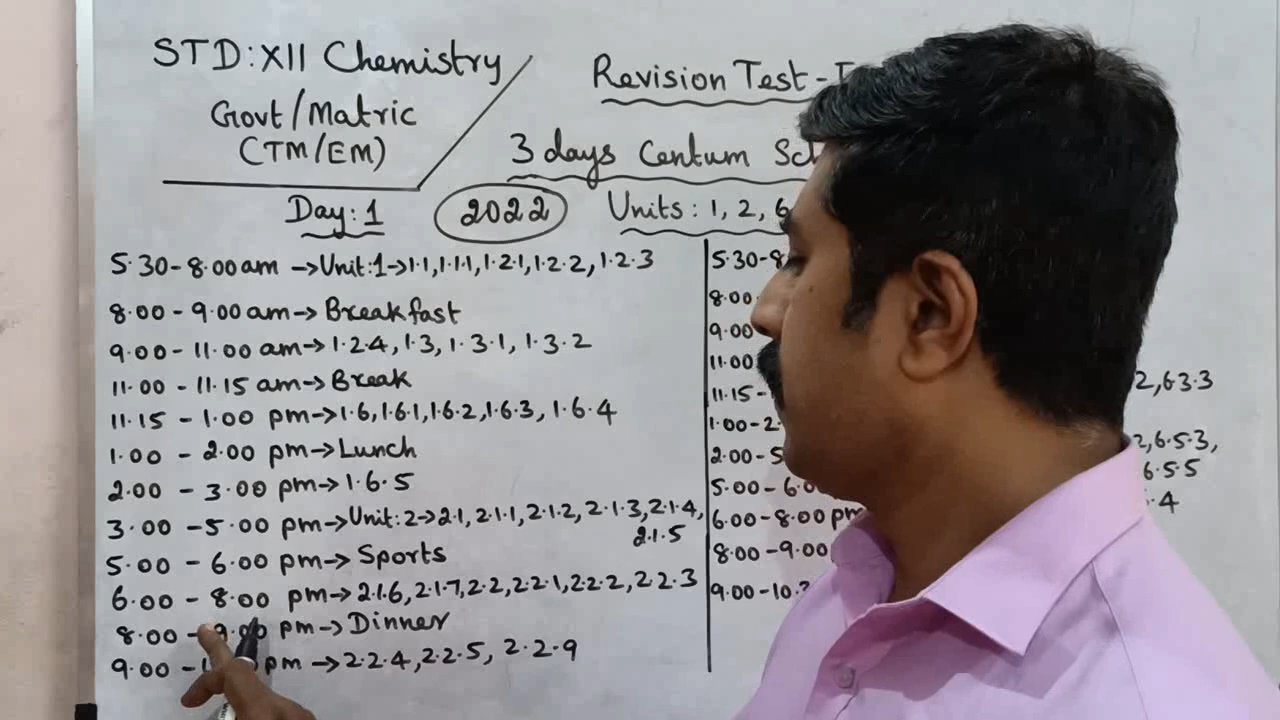 STD:XII Chemistry
Govt/Matric
(TM/EM)
Revision Test-I
3 days Centum
Day:1
2022
Units: 1, 2, 6
5.30-8.00am →Unit:1→1.1, 1.1.1, 1.2.1, 1.2.2, 1.2.3
8.00 - 9.00 am→ Breakfast
9.00 - 11.00 am→ 1.2.4, 1.3, 1.3.1, 1.3.2
11.00 - 11.15 am→ Break
11.15 - 1.00 pm→1.6, 1.6.1, 1.6.2, 1.6.3, 1.6.4
1.00 - 2.00 pm→Lunch
2.00 - 3.00 pm→1.6.5
3.00 -5.00 pm→Unit:2→2.1, 2.1.1, 2.1.2, 2.1.3, 2.1.4,
2.1.5
5.00 - 6.00 pm→ Sports
6.00 - 8.00 pm→2.1.6, 2.1.7, 2.2, 2.2.1, 2.2.2, 2.2.3
8.00 - 9.00 pm→ Dinner
9.00 - pm →2.2.4, 2.2.5, 2.2.9
5.30-8
8.00
9.00
11.00
11.15 -
2, 6.3.3
1.00-2
2, 6.5.3,
2.00-5
6.5.5
5.00-6.0
.4
6.00-8.00pm
8.00-9.00
9.00-10.